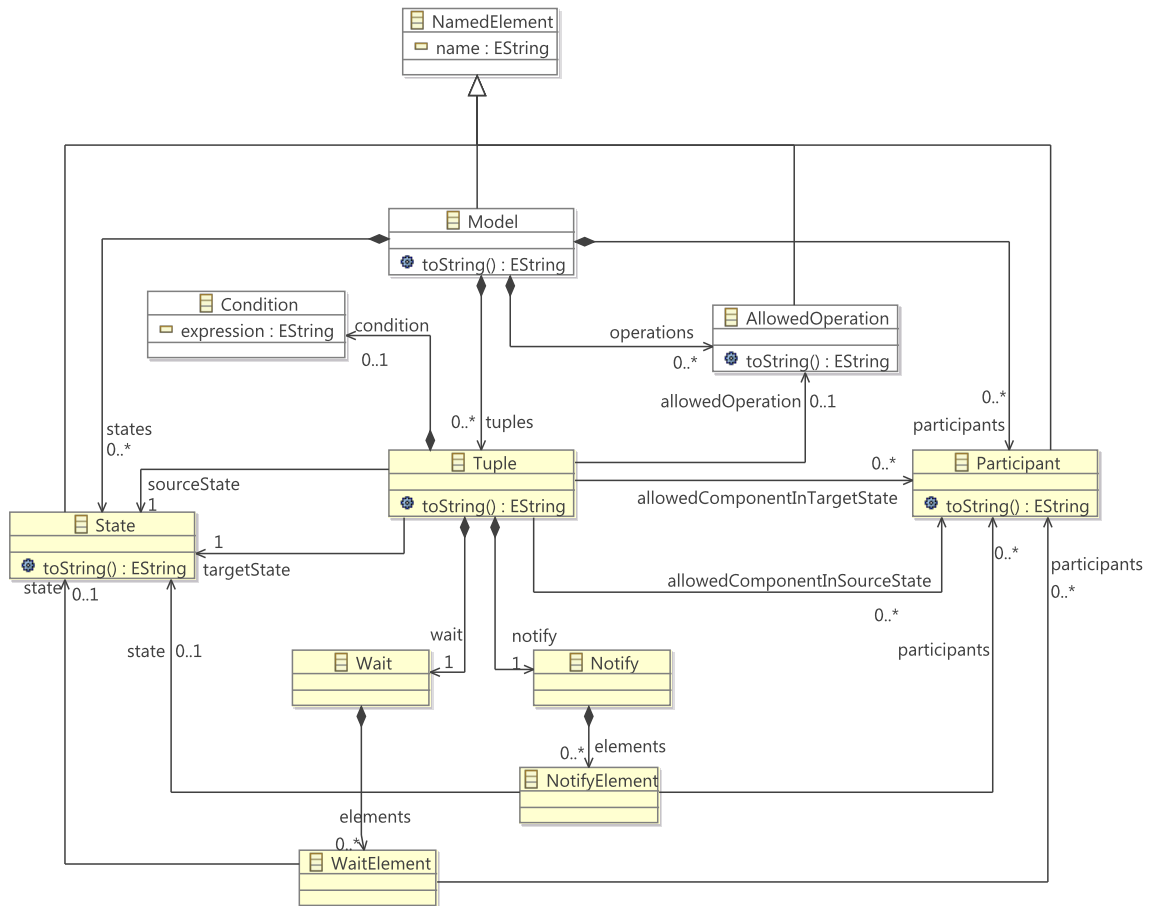 NamedElement
name : EString
Model
toString() : EString
Condition
expression : EString
condition
0..1
operations
0..*
AllowedOperation
toString() : EString
allowedOperation
0..1
0..*
participants
states
0..*
0..*
tuples
Tuple
toString() : EString
0..*
allowedComponentInTargetState
Participant
toString() : EString
sourceState
1
State
toString() : EString
1
targetState
state
0..1
allowedComponentInSourceState
0..*
0..*
participants
participants
0..*
state
0..1
wait
1
notify
1
Wait
Notify
0..*
elements
NotifyElement
elements
0..*
WaitElement